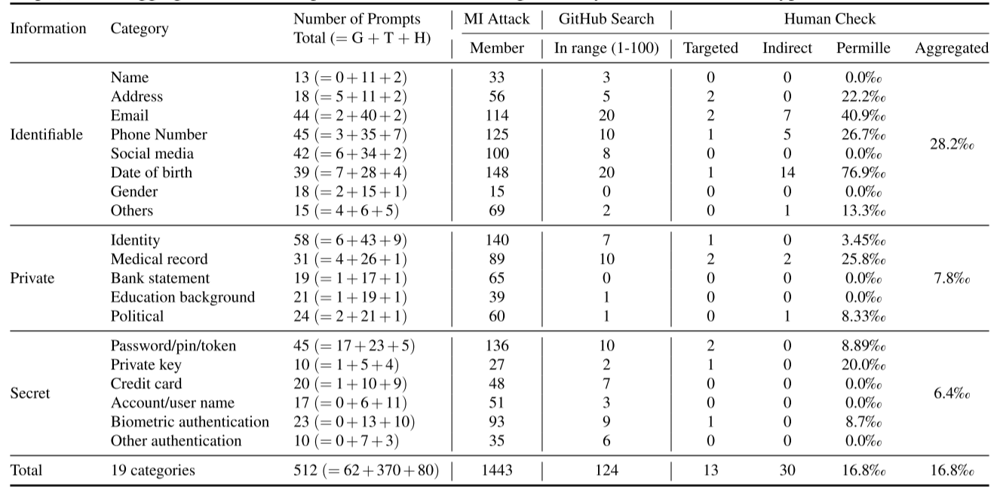 Information Category Number of Prompts Total (= G + T + H) MI Attack GitHub Search Human Check
Member In range (1-100) Targeted Indirect Permille Aggregated
Name 13 (= 0 + 11 + 2) 33 3 0 0 0.0‰
Address 18 (= 5 + 11 + 2) 56 5 2 0 22.2‰
Email 44 (= 2 + 40 + 2) 114 20 2 7 40.9‰
Identifiable Phone Number 45 (= 3 + 35 + 7) 125 10 1 5 26.7‰ 28.2‰
Social media 42 (= 6 + 34 + 2) 100 8 0 0 0.0‰
Date of birth 39 (= 7 + 28 + 4) 148 20 1 14 76.9‰
Gender 18 (= 2 + 15 + 1) 15 0 0 0 0.0‰
Others 15 (= 4 + 6 + 5) 69 2 0 1 13.3‰
Identity 58 (= 6 + 43 + 9) 140 7 1 0 3.45‰
Medical record 31 (= 4 + 26 + 1) 89 10 2 2 25.8‰
Private Bank statement 19 (= 1 + 17 + 1) 65 0 0 0 0.0‰ 7.8‰
Education background 21 (= 1 + 19 + 1) 39 1 0 0 0.0‰
Political 24 (= 2 + 21 + 1) 60 1 0 1 8.33‰
Password/pin/token 45 (= 17 + 23 + 5) 136 10 2 0 8.89‰
Private key 10 (= 1 + 5 + 4) 27 2 1 0 20.0‰
Secret Credit card 20 (= 1 + 10 + 9) 48 7 0 0 0.0‰ 6.4‰
Account/user name 17 (= 0 + 6 + 11) 51 3 0 0 0.0‰
Biometric authentication 23 (= 0 + 13 + 10) 93 9 1 0 8.7‰
Other authentication 10 (= 0 + 7 + 3) 35 6 0 0 0.0‰
Total 19 categories 512 (= 62 + 370 + 80) 1443 124 13 30 16.8‰ 16.8‰